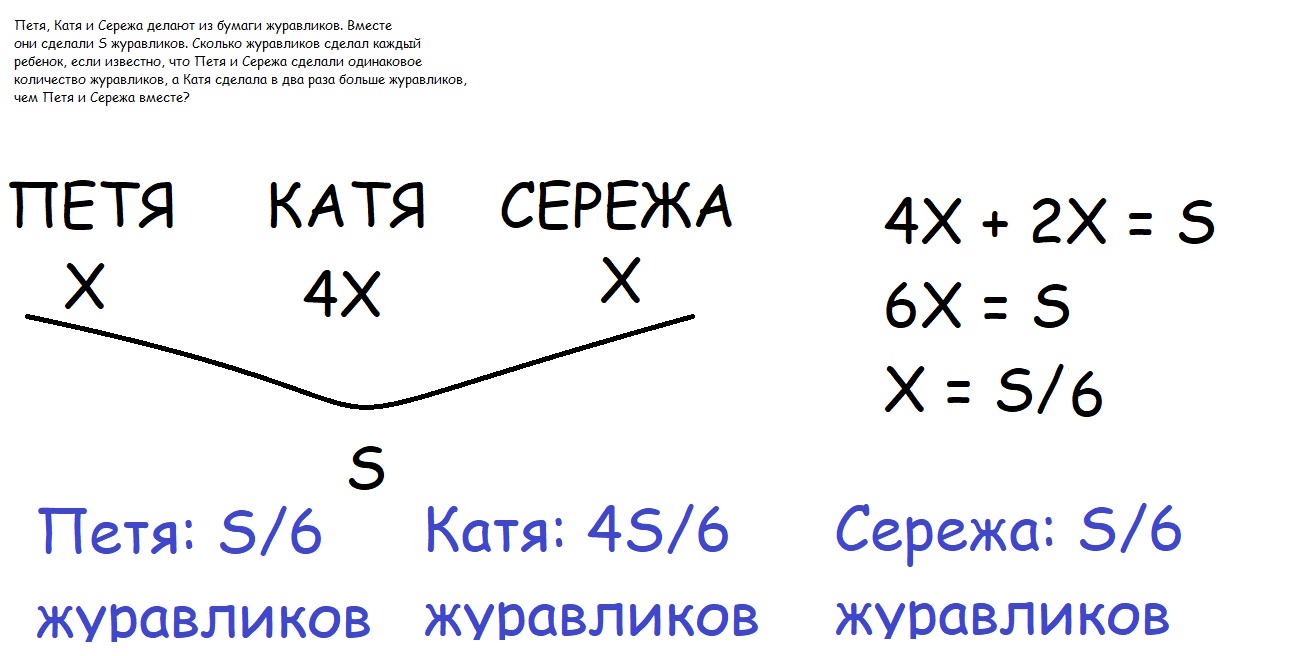 Петя, Катя и Сережа делают из бумаги журавликов. Вместе
они сделали S журавликов. Сколько журавликов сделал каждый
ребенок, если известно, что Петя и Сережа сделали одинаковое
количество журавликов, а Катя сделала в два раза больше журавликов,
чем Петя и Сережа вместе?
ПЕТЯ КАТЯ СЕРЕЖА
X 4X X
S
4X + 2X = S
6X = S
X = S/6
Петя: S/6
журавликов
Катя: 4S/6
журавликов
Сережа: S/6
журавликов